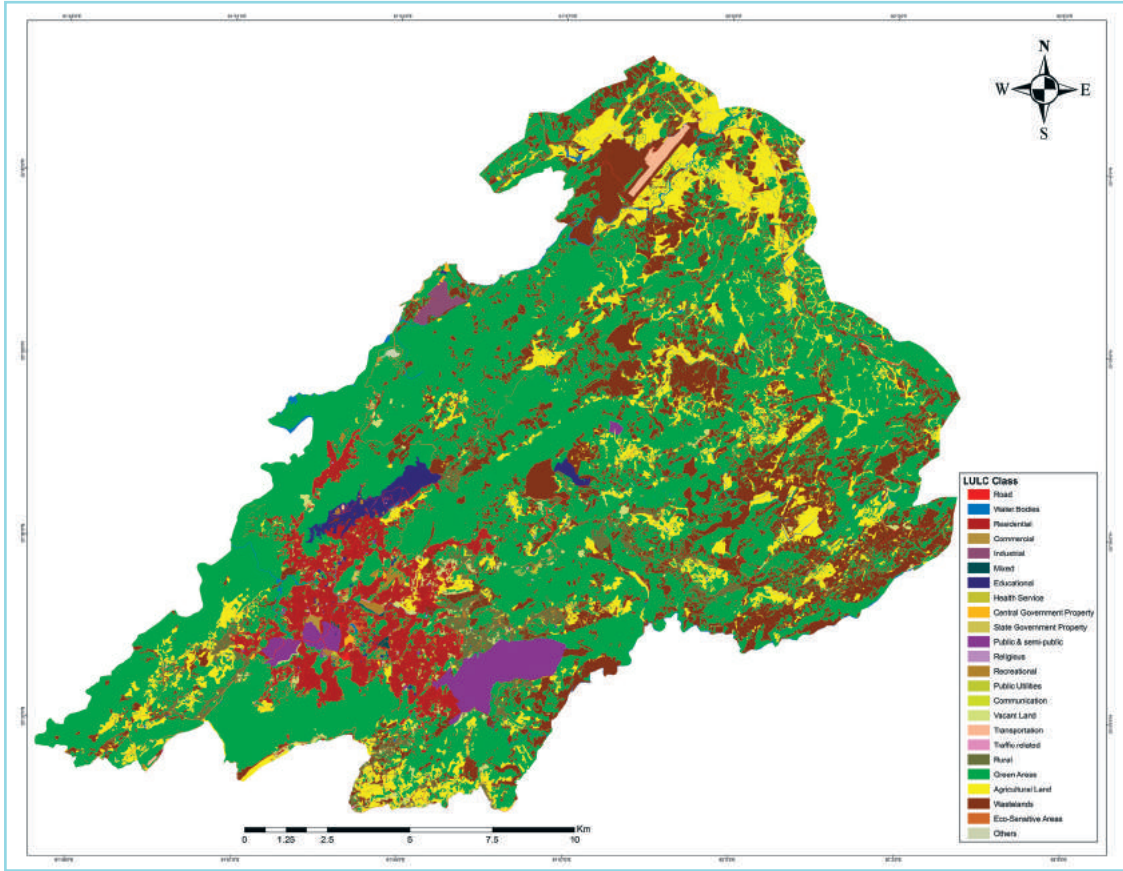 N
W E
S
LULC Class
Road
Water Bodies
Residential
Commercial
Industrial
Mixed
Educational
Health Service
Central Government Property
State Government Property
Public & semi-public
Religious
Recreational
Public Utilities
Communication
Vacant Land
Transportation
Traffic related
Rural
Green Areas
Agricultural Land
Wastelands
Eco-Sensitive Areas
Others
Km
0 1.25 2.5 5 7.5 10